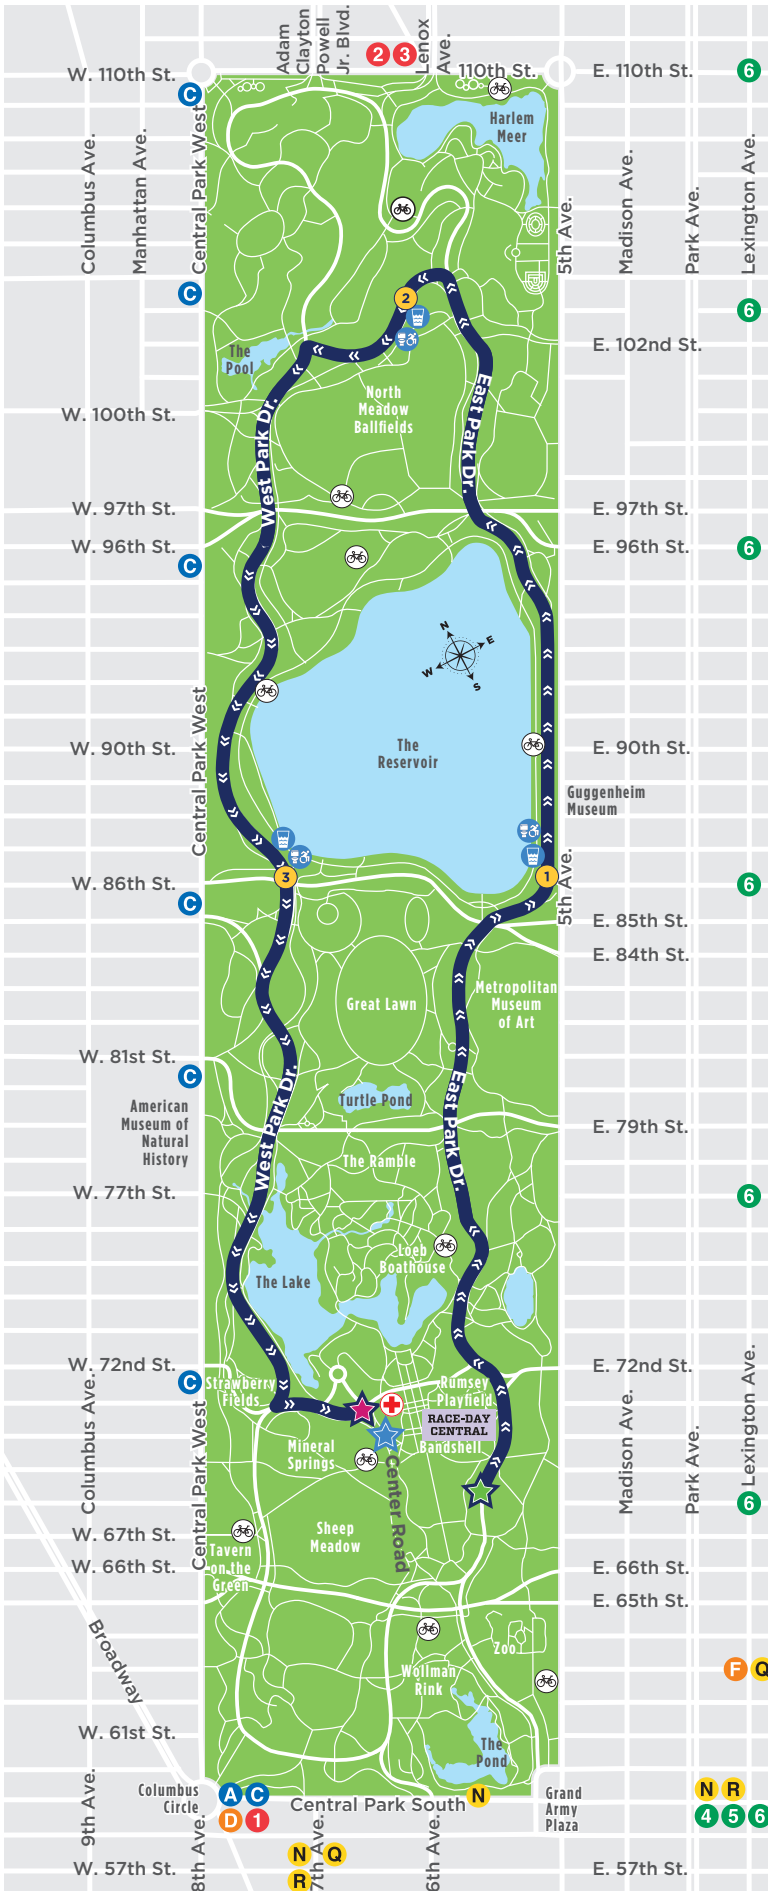 Adam
Clayton
Powell
Jr. Blvd.
2 3
Lenox
Ave.
W. 110th St.
110th St.
E. 110th St.
6
C
Harlem
Meer
Columbus Ave.
Manhattan Ave.
Central Park West
5th Ave.
Madison Ave.
Park Ave.
Lexington Ave.
C
2
6
The
Pool
E. 102nd St.
North
Meadow
Ballfields
W. 100th St.
West Park Dr.
East Park Dr.
W. 97th St.
E. 97th St.
W. 96th St.
E. 96th St.
6
C
N
E
W
S
Central Park West
W. 90th St.
The
Reservoir
E. 90th St.
Guggenheim
Museum
5th Ave.
3
1
W. 86th St.
6
C
E. 85th St.
E. 84th St.
Great Lawn
Metropolitan
Museum
of Art
W. 81st St.
C
American
Museum of
Natural
History
West Park Dr.
Turtle Pond
East Park Dr.
E. 79th St.
The Ramble
W. 77th St.
6
Loeb
Boathouse
The Lake
W. 72nd St.
E. 72nd St.
C
Strawberry
Fields
Rumsey
Playfield
RACE-DAY
CENTRAL
Bandshell
Mineral
Springs
Center Road
Columbus Ave.
Central Park West
Madison Ave.
Park Ave.
Lexington Ave.
6
W. 67th St.
Sheep
Meadow
Tavern
on the
Green
W. 66th St.
E. 66th St.
E. 65th St.
Broadway
Zoo
Wollman
Rink
F Q
W. 61st St.
The
Pond
Columbus
Circle
A C
D 1
Central Park South
N
Grand
Army
Plaza
N R
4 5 6
9th Ave.
8th Ave.
7th Ave.
6th Ave.
N Q
R
W. 57th St.
E. 57th St.